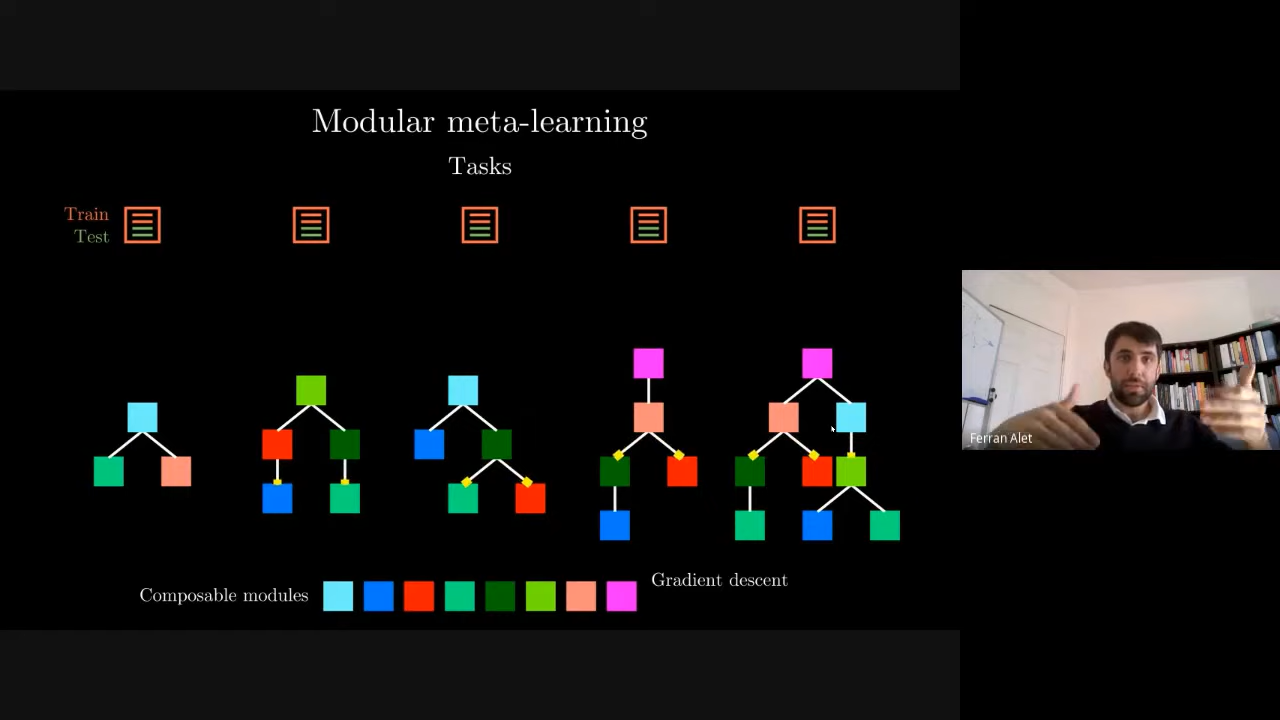 Modular meta-learning
Tasks
Train
Test
Composable modules
Gradient descent
Ferran Alet